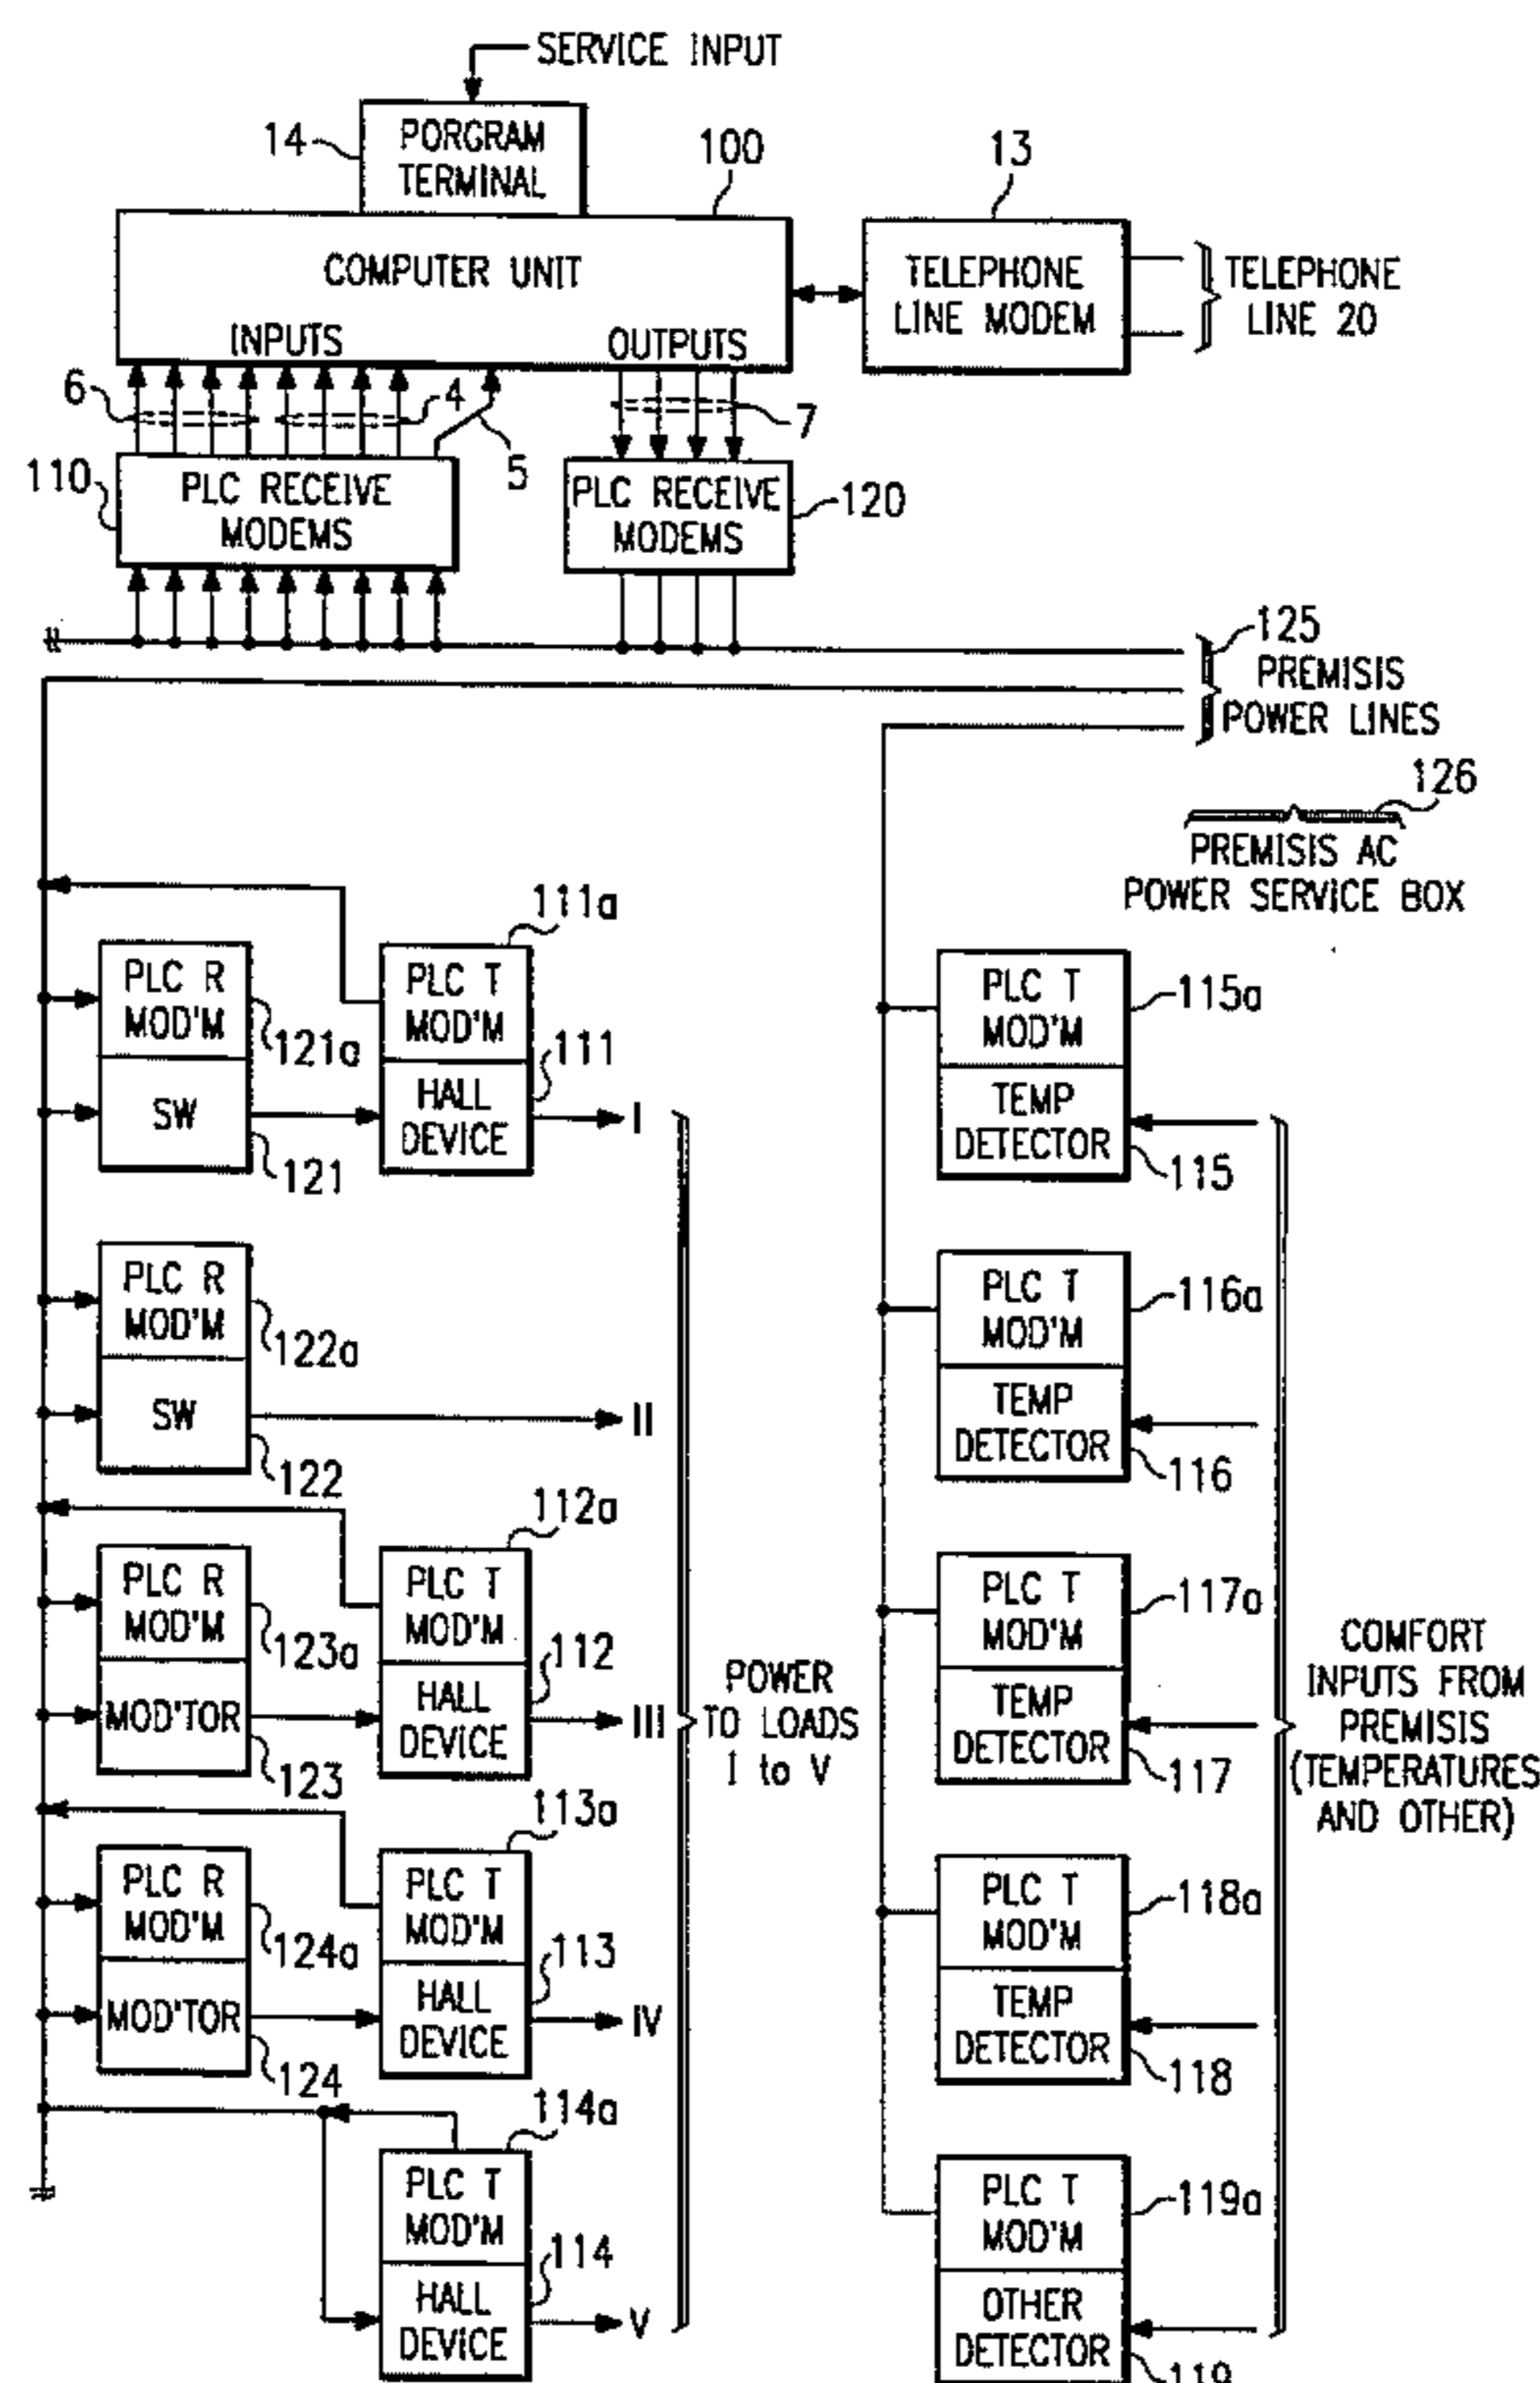 SERVICE INPUT
14
PORGRAM
TERMINAL
100
13
COMPUTER UNIT
INPUTS
OUTPUTS
TELEPHONE
LINE MODEM
TELEPHONE
LINE 20
6
4
5
7
110
PLC RECEIVE
MODEMS
PLC RECEIVE
MODEMS
120
125
PREMISIS
POWER LINES
126
PREMISIS AC
POWER SERVICE BOX
PLC R
MOD'M
121a
SW
121
111a
PLC T
MOD'M
111
HALL
DEVICE
I
PLC R
MOD'M
122a
SW
122
II
PLC R
MOD'M
123a
MOD'TOR
123
112a
PLC T
MOD'M
112
HALL
DEVICE
III
PLC R
MOD'M
124a
MOD'TOR
124
113a
PLC T
MOD'M
113
HALL
DEVICE
IV
114a
PLC T
MOD'M
114
HALL
DEVICE
V
POWER
TO LOADS
I to V
PLC T
MOD'M
115a
TEMP
DETECTOR
115
PLC T
MOD'M
116a
TEMP
DETECTOR
116
PLC T
MOD'M
117a
TEMP
DETECTOR
117
PLC T
MOD'M
118a
TEMP
DETECTOR
118
PLC T
MOD'M
119a
OTHER
DETECTOR
119
COMFORT
INPUTS FROM
PREMISIS
(TEMPERATURES
AND OTHER)